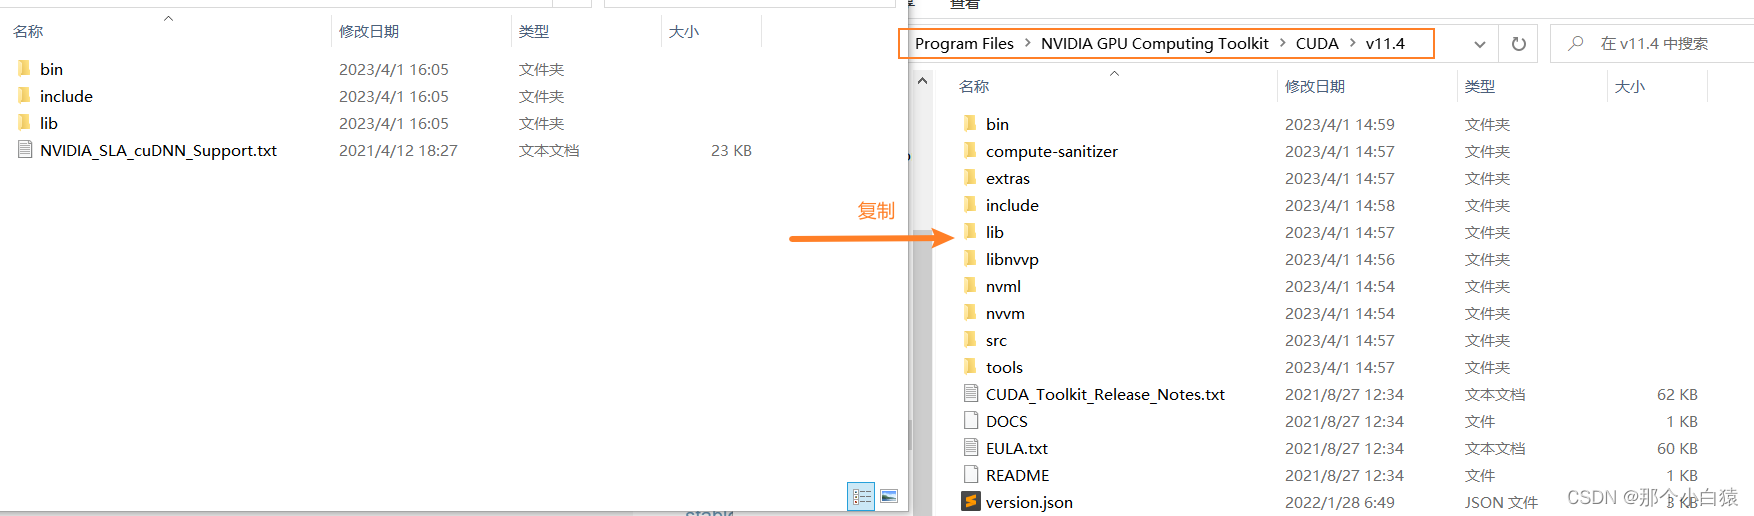 名称 修改日期 类型 大小
bin 2023/4/1 16:05 文件夹
include 2023/4/1 16:05 文件夹
lib 2023/4/1 16:05 文件夹
NVIDIA_SLA_cuDNN_Support.txt 2021/4/12 18:27 文本文档 23 KB
复制
查看
Program Files > NVIDIA GPU Computing Toolkit > CUDA > v11.4 在 v11.4 中搜索
名称 修改日期 类型 大小
bin 2023/4/1 14:59 文件夹
compute-sanitizer 2023/4/1 14:57 文件夹
extras 2023/4/1 14:57 文件夹
include 2023/4/1 14:58 文件夹
lib 2023/4/1 14:57 文件夹
libnvvp 2023/4/1 14:56 文件夹
nvml 2023/4/1 14:54 文件夹
nvvm 2023/4/1 14:54 文件夹
src 2023/4/1 14:57 文件夹
tools 2023/4/1 14:57 文件夹
CUDA_Toolkit_Release_Notes.txt 2021/8/27 12:34 文本文档 62 KB
DOCS 2021/8/27 12:34 文件 1 KB
EULA.txt 2021/8/27 12:34 文本文档 60 KB
README 2021/8/27 12:34 文件 1 KB
version.json 2022/1/28 6:49 JSON 文件 3 KB
CSDN @那个小白猿